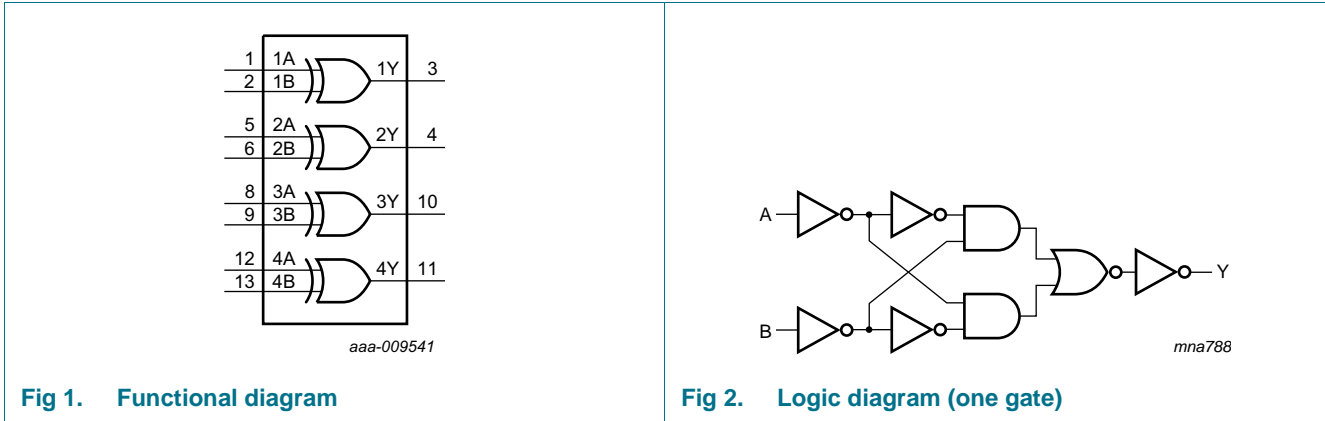 1 1A 1Y 3
2 1B
5 2A 2Y 4
6 2B
8 3A 3Y 10
9 3B
12 4A 4Y 11
13 4B
aaa-009541
Fig 1. Functional diagram
A
B
Y
mna788
Fig 2. Logic diagram (one gate)